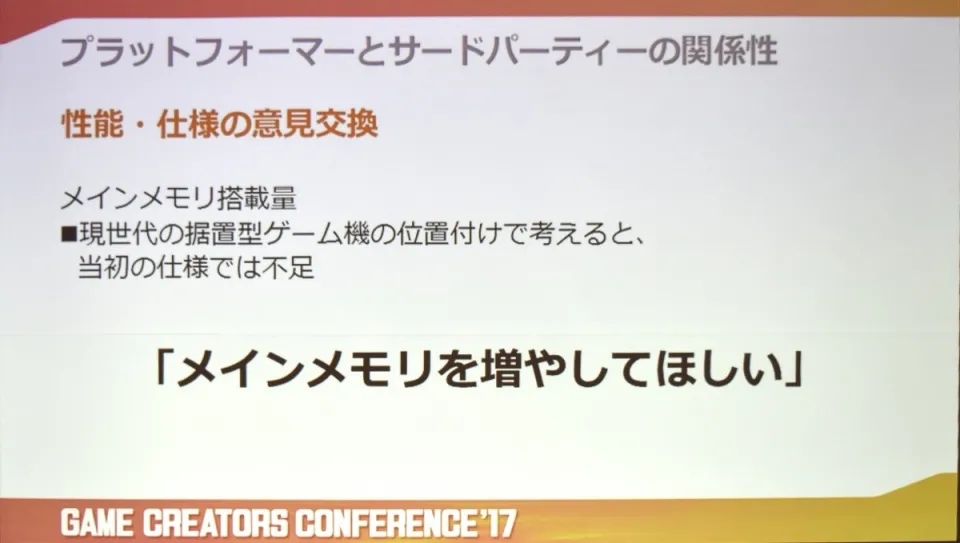 プラットフォーマーとサードパーティーの関係性
性能・仕様の意見交換
メインメモリ搭載量
■現世代の据置型ゲーム機の位置付けで考えると、
当初の仕様では不足
「メインメモリを増やしてほしい」
GAME CREATORS CONFERENCE'17